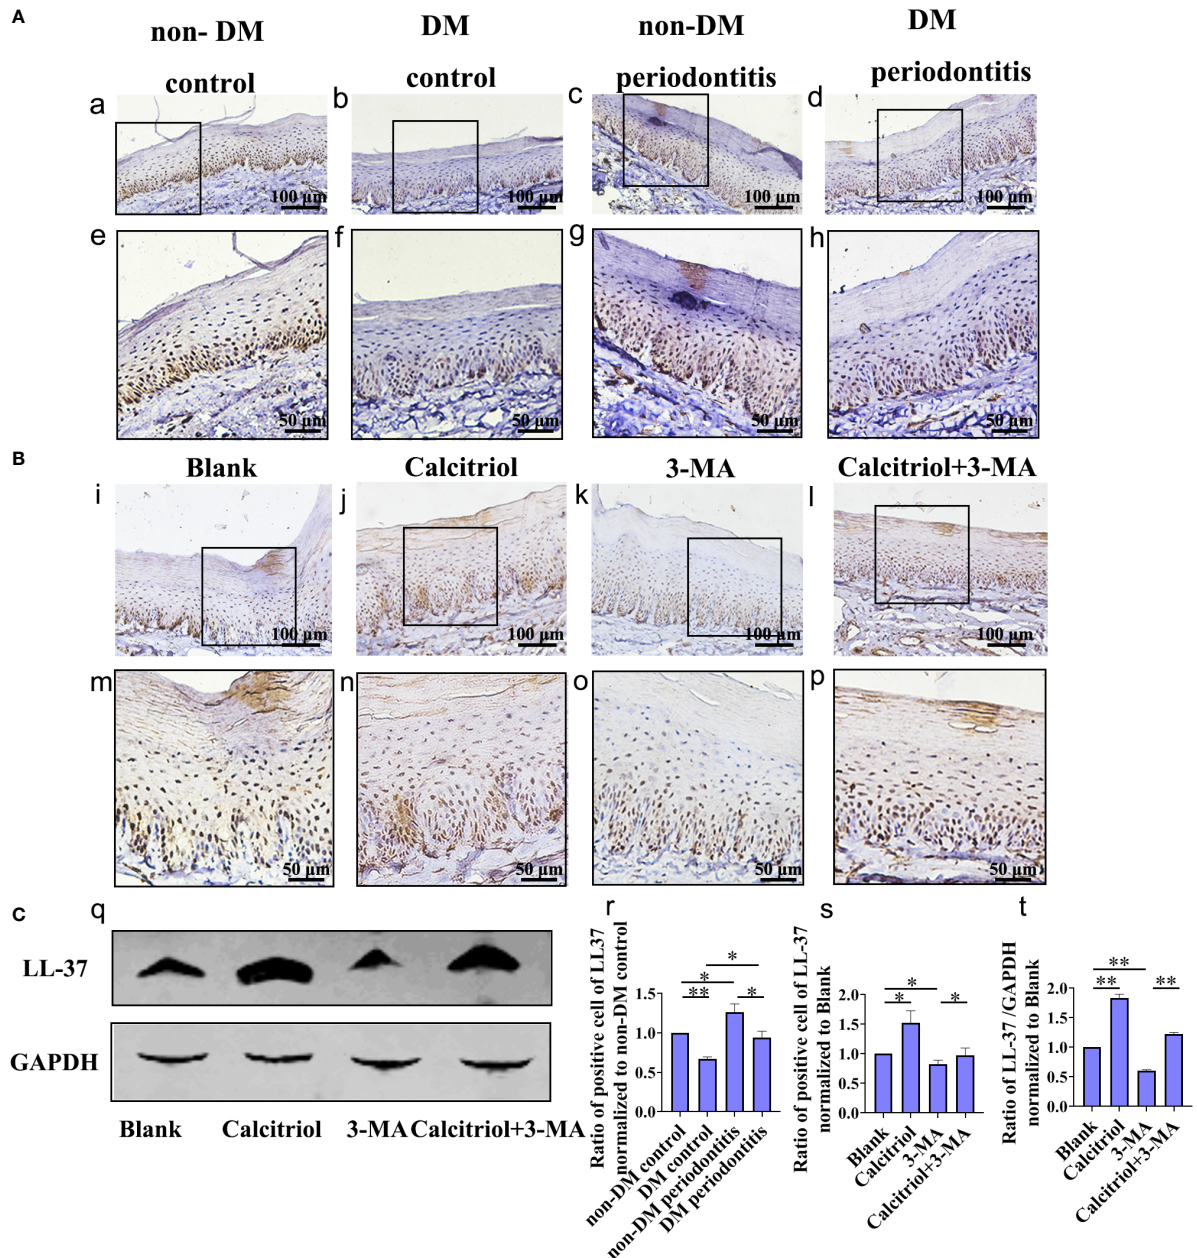 A
non- DM
control
DM
control
non-DM
periodontitis
DM
periodontitis
a
b
c
d
100 µm
100 µm
100 µm
100 µm
e
f
g
h
50 µm
50 µm
50 µm
50 µm
B
Blank
Calcitriol
3-MA
Calcitriol+3-MA
i
j
k
l
100 µm
100 µm
100 µm
100 µm
m
n
o
p
50 µm
50 µm
50 µm
50 µm
C
q
LL-37
GAPDH
Blank
Calcitriol
3-MA
Calcitriol+3-MA
r
Ratio of positive cell of LL37
normalized to non-DM control
1.5
1.0
0.5
0.0
*
*
**
*
non-DM control
DM control
non-DM periodontitis
DM periodontitis
s
Ratio of positive cell of LL-37
normalized to Blank
2.0
1.5
1.0
0.5
0.0
*
*
*
Blank
Calcitriol
3-MA
Calcitriol+3-MA
t
Ratio of LL-37 /GAPDH
normalized to Blank
2.0
1.5
1.0
0.5
0.0
**
**
**
Blank
Calcitriol
3-MA
Calcitriol+3-MA